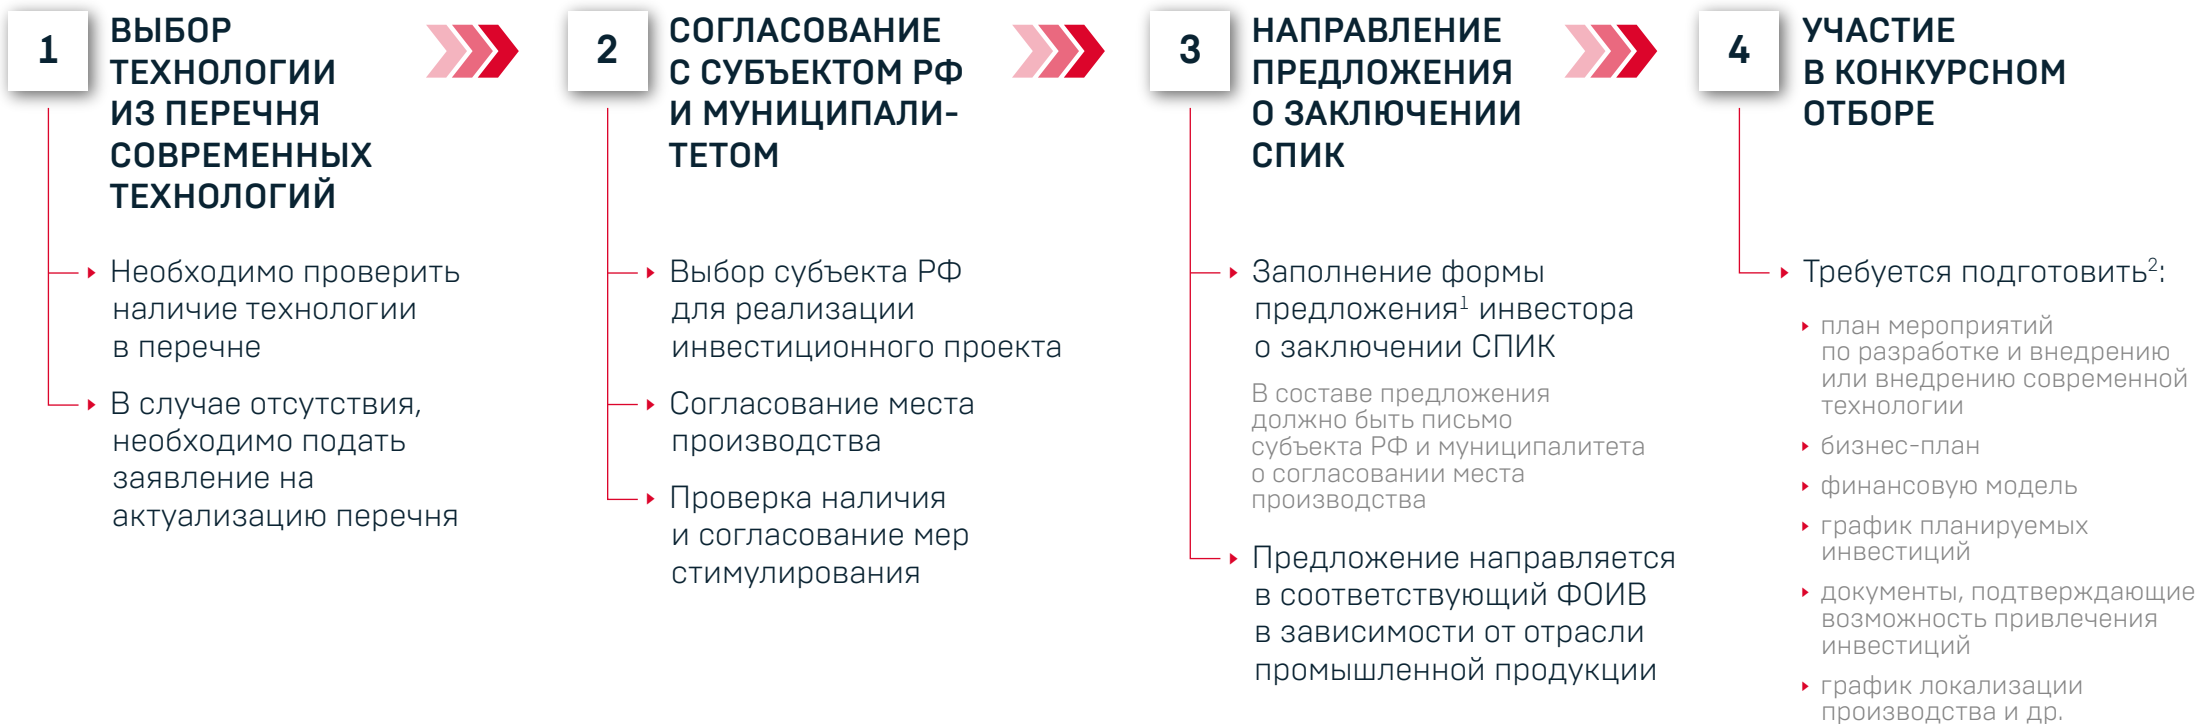 1
ВЫБОР
ТЕХНОЛОГИИ
ИЗ ПЕРЕЧНЯ
СОВРЕМЕННЫХ
ТЕХНОЛОГИЙ
Необходимо проверить
наличие технологии
в перечне
В случае отсутствия,
необходимо подать
заявление на
актуализацию перечня
2
СОГЛАСОВАНИЕ
С СУБЪЕКТОМ РФ
И МУНИЦИПАЛИ-
ТЕТОМ
Выбор субъекта РФ
для реализации
инвестиционного проекта
Согласование места
производства
Проверка наличия
и согласование мер
стимулирования
3
НАПРАВЛЕНИЕ
ПРЕДЛОЖЕНИЯ
О ЗАКЛЮЧЕНИИ
СПИК
Заполнение формы
предложения¹ инвестора
о заключении СПИК
В составе предложения
должно быть письмо
субъекта РФ и муниципалитета
о согласовании места
производства
Предложение направляется
в соответствующий ФОИВ
в зависимости от отрасли
промышленной продукции
4
УЧАСТИЕ
В КОНКУРСНОМ
ОТБОРЕ
Требуется подготовить²:
план мероприятий
по разработке и внедрению
или внедрению современной
технологии
бизнес-план
финансовую модель
график планируемых
инвестиций
документы, подтверждающие
возможность привлечения
инвестиций
график локализации
производства и др.